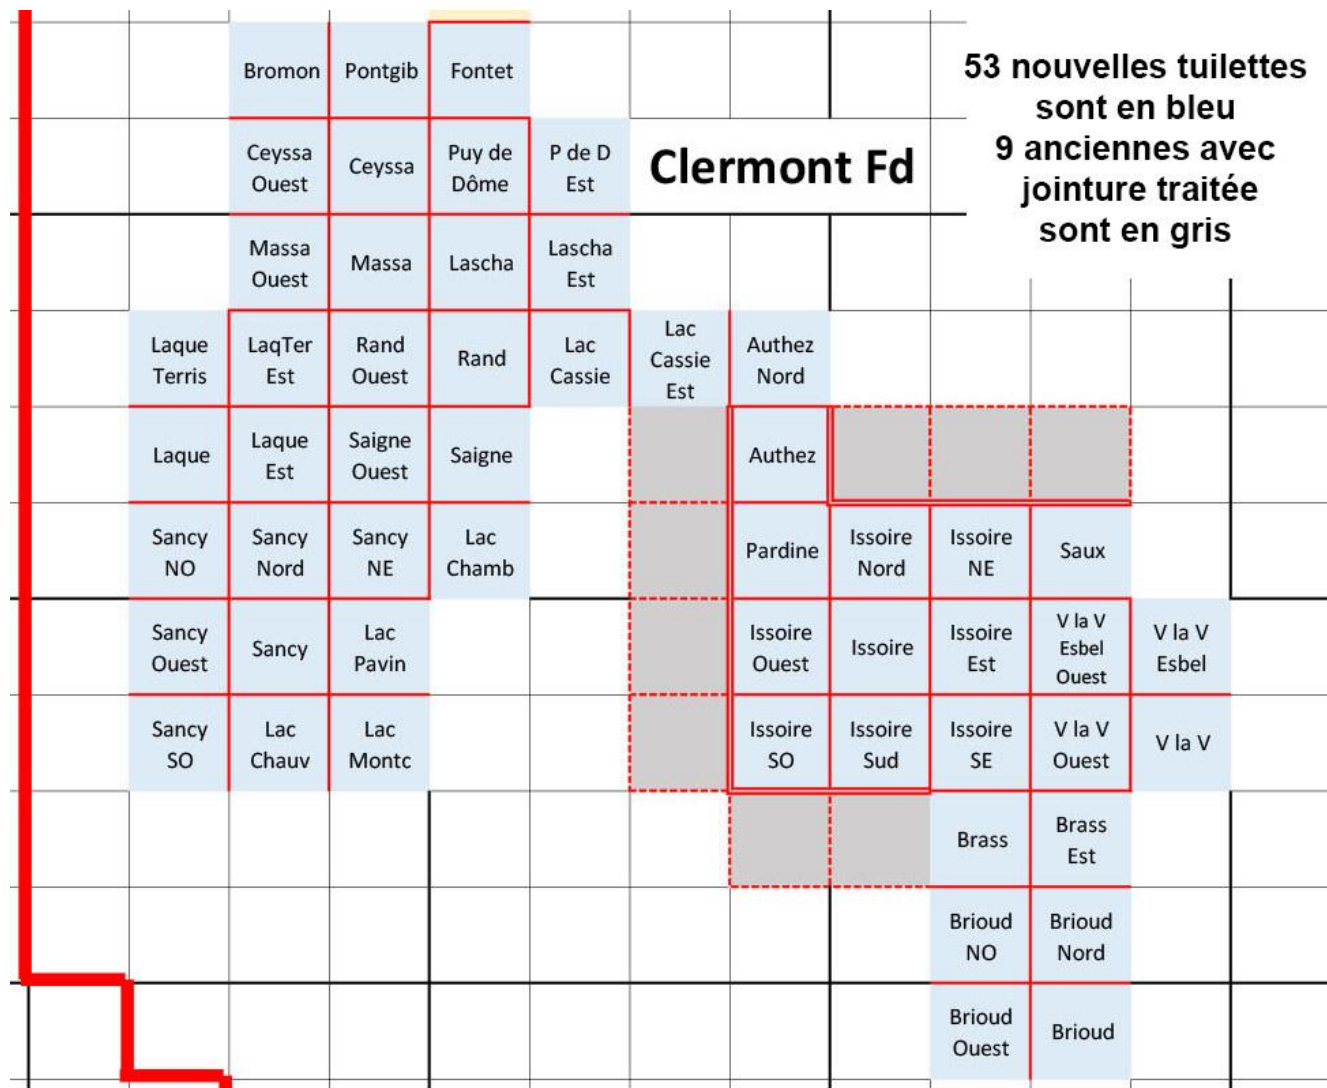 53 nouvelles tuilettes
sont en bleu
9 anciennes avec
jointure traitée
sont en gris
Bromon
Pontgib
Fontet
Ceyssa
Ouest
Ceyssa
Puy de
Dôme
P de D
Est
Clermont Fd
Massa
Ouest
Massa
Lascha
Lascha
Est
Laque
Terris
LaqTer
Est
Rand
Ouest
Rand
Lac
Cassie
Lac
Cassie
Est
Authez
Nord
Laque
Laque
Est
Saigne
Ouest
Saigne
Authez
Sancy
NO
Sancy
Nord
Sancy
NE
Lac
Chamb
Pardine
Issoire
Nord
Issoire
NE
Saux
Sancy
Ouest
Sancy
Lac
Pavin
Issoire
Ouest
Issoire
Issoire
Est
V la V
Esbel
Ouest
V la V
Esbel
Sancy
SO
Lac
Chauv
Lac
Montc
Issoire
SO
Issoire
Sud
Issoire
SE
V la V
Ouest
V la V
Brass
Brass
Est
Brioud
NO
Brioud
Nord
Brioud
Ouest
Brioud